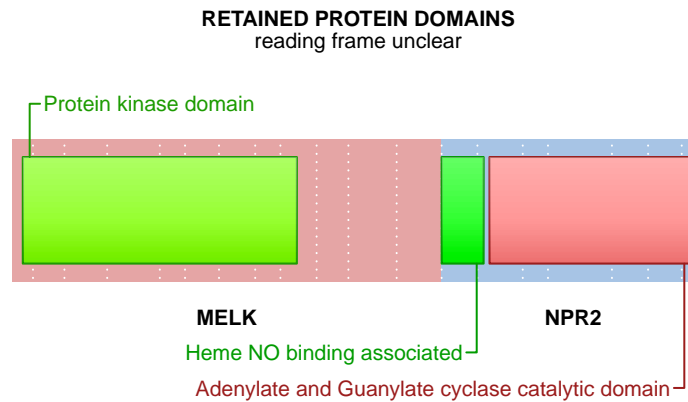 RETAINED PROTEIN DOMAINS
reading frame unclear
Protein kinase domain
MELK
NPR2
Heme NO binding associated
Adenylate and Guanylate cyclase catalytic domain